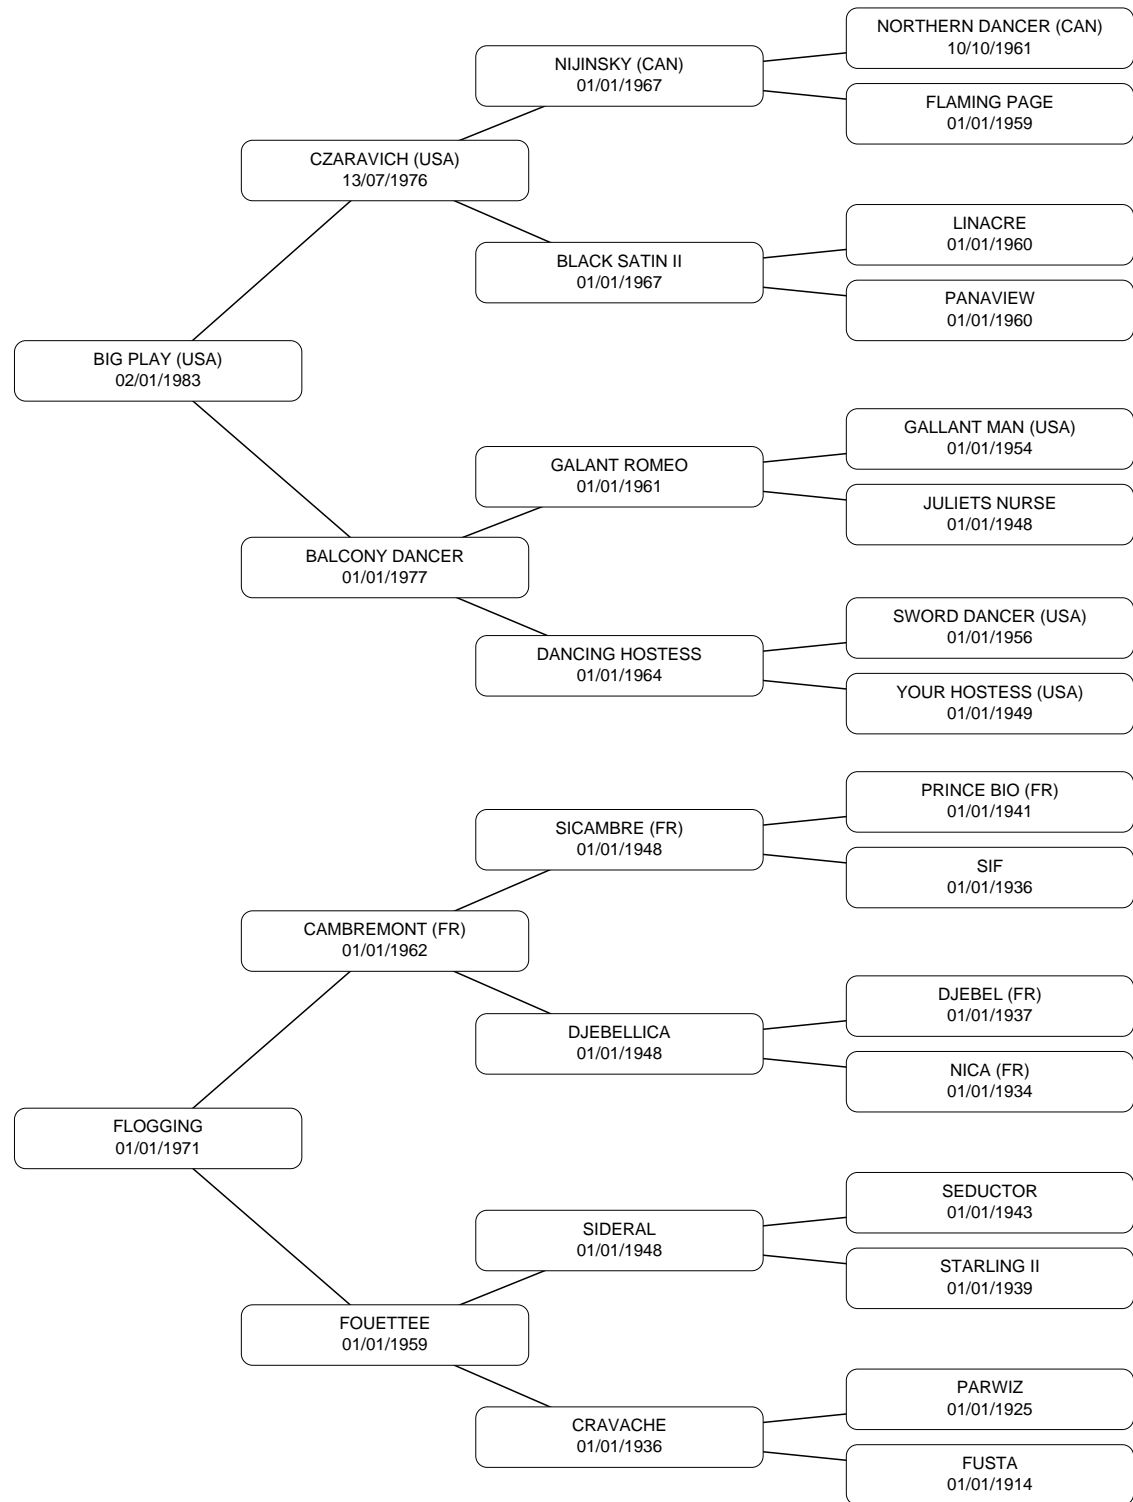 NORTHERN DANCER (CAN)
10/10/1961
NIJINSKY (CAN)
01/01/1967
FLAMING PAGE
01/01/1959
CZARAVICH (USA)
13/07/1976
LINACRE
01/01/1960
BLACK SATIN II
01/01/1967
PANAVIEW
01/01/1960
BIG PLAY (USA)
02/01/1983
GALLANT MAN (USA)
01/01/1954
GALANT ROMEO
01/01/1961
JULIETS NURSE
01/01/1948
BALCONY DANCER
01/01/1977
SWORD DANCER (USA)
01/01/1956
DANCING HOSTESS
01/01/1964
YOUR HOSTESS (USA)
01/01/1949
PRINCE BIO (FR)
01/01/1941
SICAMBRE (FR)
01/01/1948
SIF
01/01/1936
CAMBREMONT (FR)
01/01/1962
DJEBEL (FR)
01/01/1937
DJEBELLICA
01/01/1948
NICA (FR)
01/01/1934
FLOGGING
01/01/1971
SEDUCTOR
01/01/1943
SIDERAL
01/01/1948
STARLING II
01/01/1939
FOUETTEE
01/01/1959
PARWIZ
01/01/1925
CRAVACHE
01/01/1936
FUSTA
01/01/1914